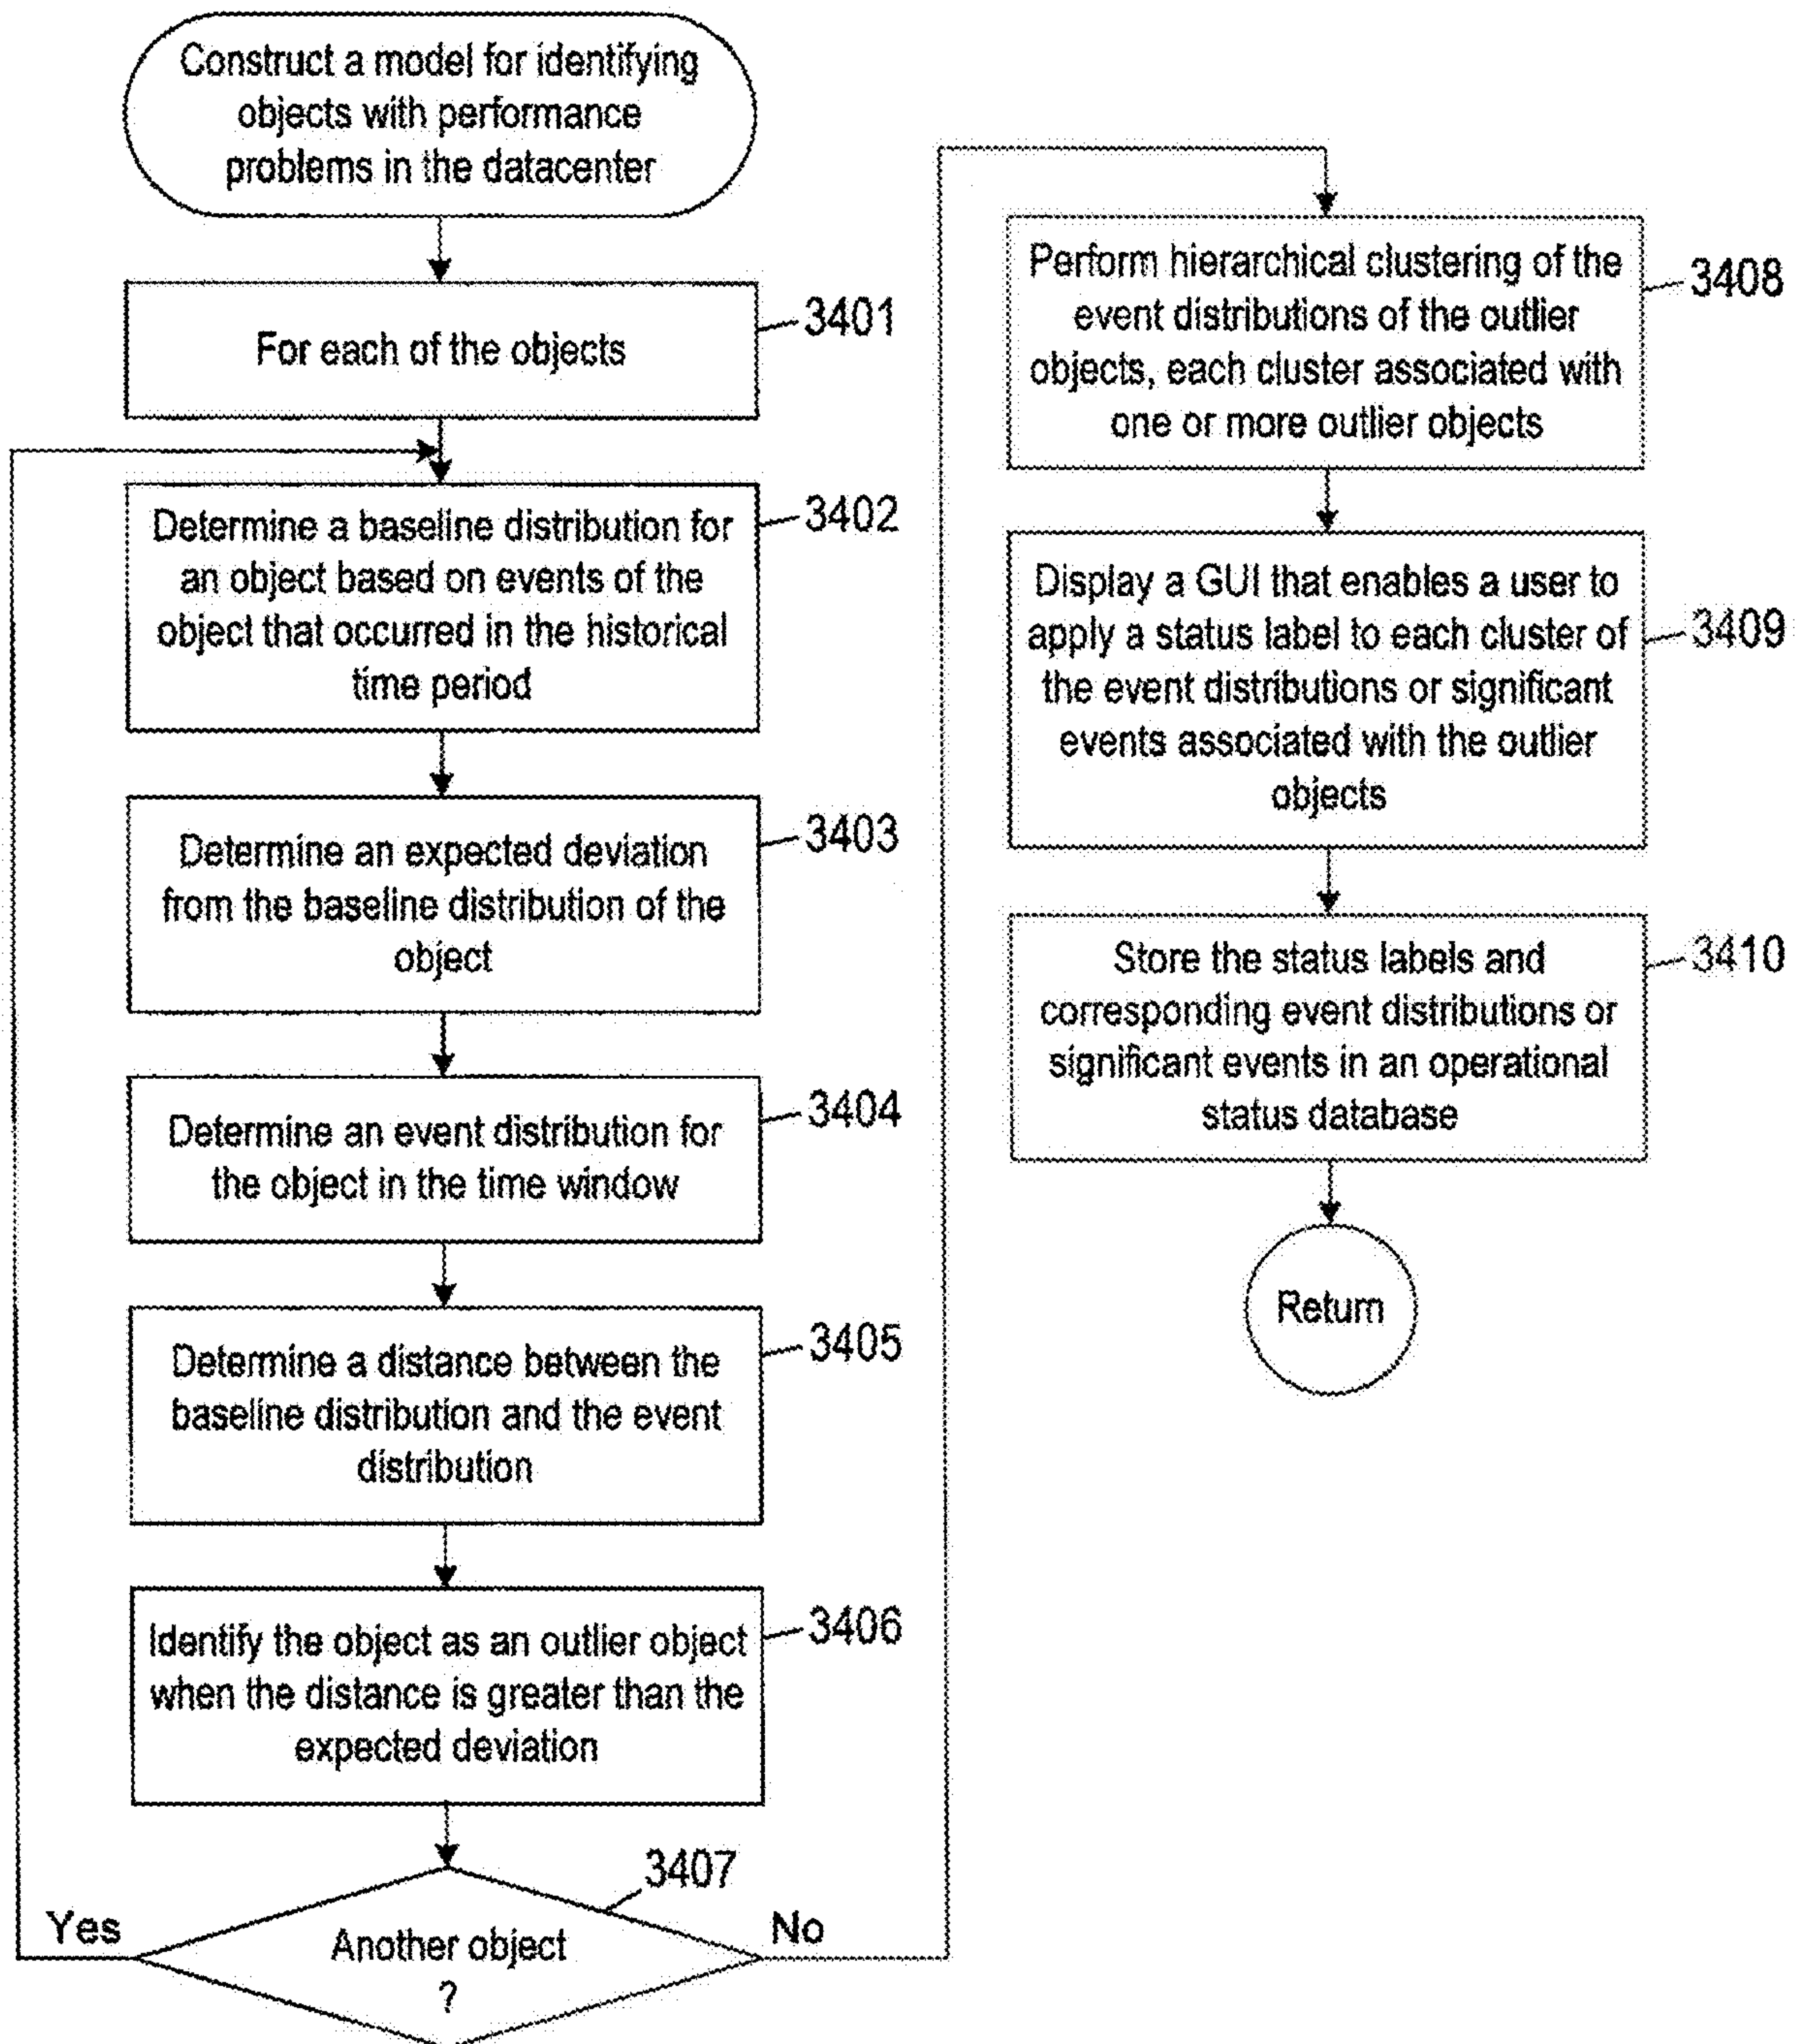 Construct a model for identifying
objects with performance
problems in the datacenter
For each of the objects
3401
Determine a baseline distribution for
an object based on events of the
object that occurred in the historical
time period
3402
Determine an expected deviation
from the baseline distribution of the
object
3403
Determine an event distribution for
the object in the time window
3404
Determine a distance between the
baseline distribution and the event
distribution
3405
Identify the object as an outlier object
when the distance is greater than the
expected deviation
3406
3407
Another object
?
Yes
No
Perform hierarchical clustering of the
event distributions of the outlier
objects, each cluster associated with
one or more outlier objects
3408
Display a GUI that enables a user to
apply a status label to each cluster of
the event distributions or significant
events associated with the outlier
objects
3409
Store the status labels and
corresponding event distributions or
significant events in an operational
status database
3410
Return